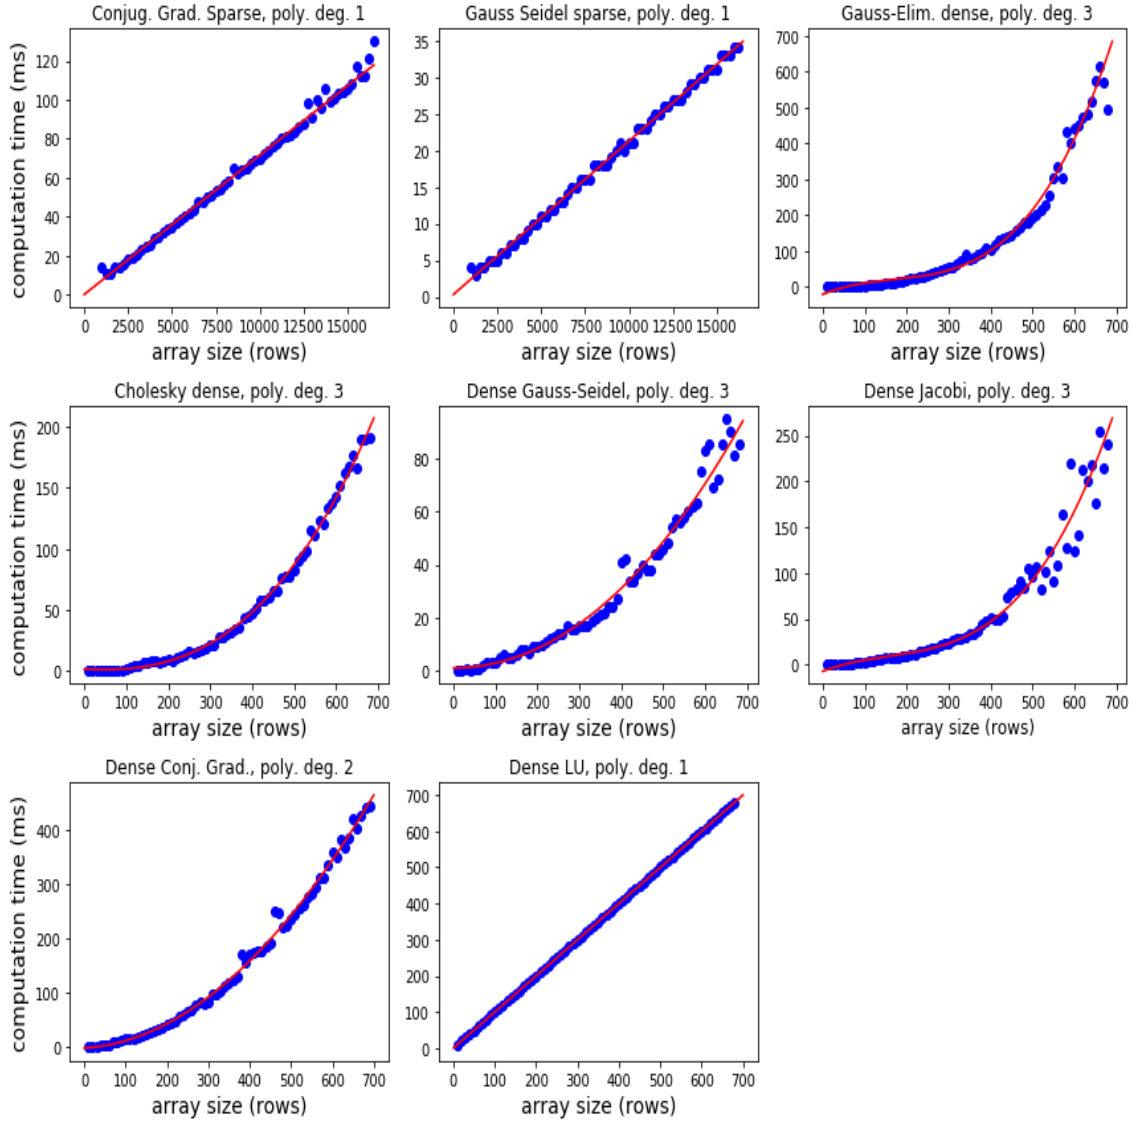 Conjug. Grad. Sparse, poly. deg. 1
computation time (ms)
120
100
80
60
40
20
0
0 2500 5000 7500 10000 12500 15000
array size (rows)
Gauss Seidel sparse, poly. deg. 1
35
30
25
20
15
10
5
0
0 2500 5000 7500 10000 12500 15000
array size (rows)
Gauss-Elim. dense, poly. deg. 3
700
600
500
400
300
200
100
0
0 100 200 300 400 500 600 700
array size (rows)
Cholesky dense, poly. deg. 3
computation time (ms)
200
150
100
50
0
0 100 200 300 400 500 600 700
array size (rows)
Dense Gauss-Seidel, poly. deg. 3
80
60
40
20
0
0 100 200 300 400 500 600 700
array size (rows)
Dense Jacobi, poly. deg. 3
250
200
150
100
50
0
0 100 200 300 400 500 600 700
array size (rows)
Dense Conj. Grad., poly. deg. 2
computation time (ms)
400
300
200
100
0
0 100 200 300 400 500 600 700
array size (rows)
Dense LU, poly. deg. 1
700
600
500
400
300
200
100
0
0 100 200 300 400 500 600 700
array size (rows)